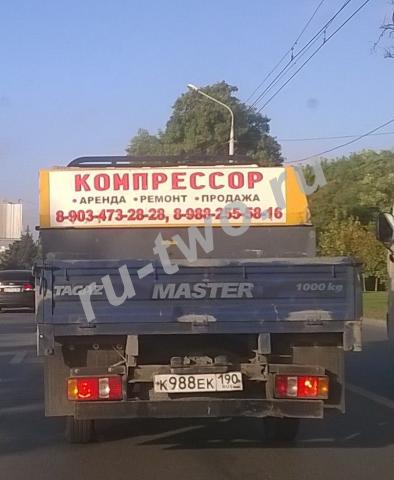 КОМПРЕССОР
• АРЕНДА • РЕМОНТ • ПРОДАЖА
8-903-473-28-28, 8-988-255-58-16
TAGAZ MASTER 1000 kg
К988ЕК 190 RUS
ru-two.ru